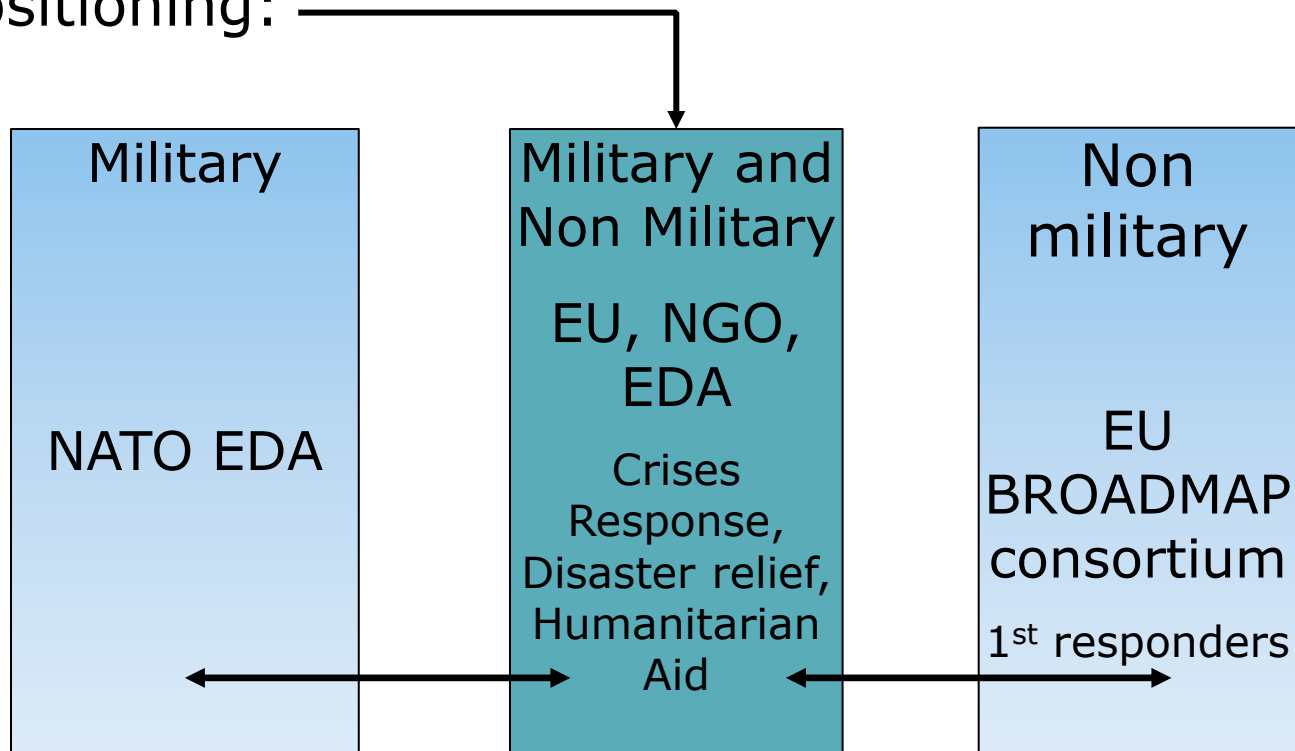 ositioning:
Military
NATO EDA
Military and
Non Military
EU, NGO,
EDA
Crises
Response,
Disaster relief,
Humanitarian
Aid
Non
military
EU
BROADMAP
consortium
1st responders